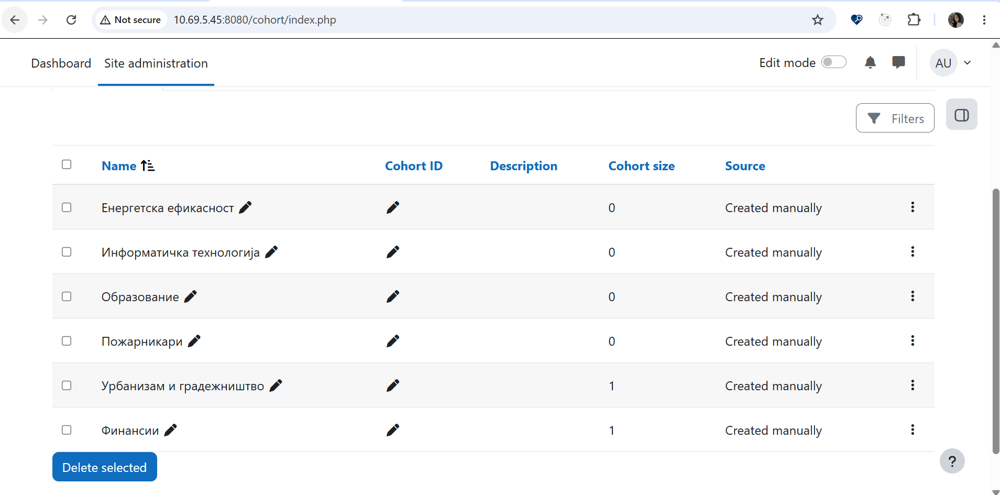 Not secure 10.69.5.45:8080/cohort/index.php
Dashboard Site administration Edit mode AU
Filters
Name Cohort ID Description Cohort size Source
Енергетска ефикасност 0 Created manually
Информатичка технологија 0 Created manually
Образование 0 Created manually
Пожарникари 0 Created manually
Урбанизам и градежништво 1 Created manually
Финансии 1 Created manually
Delete selected ?